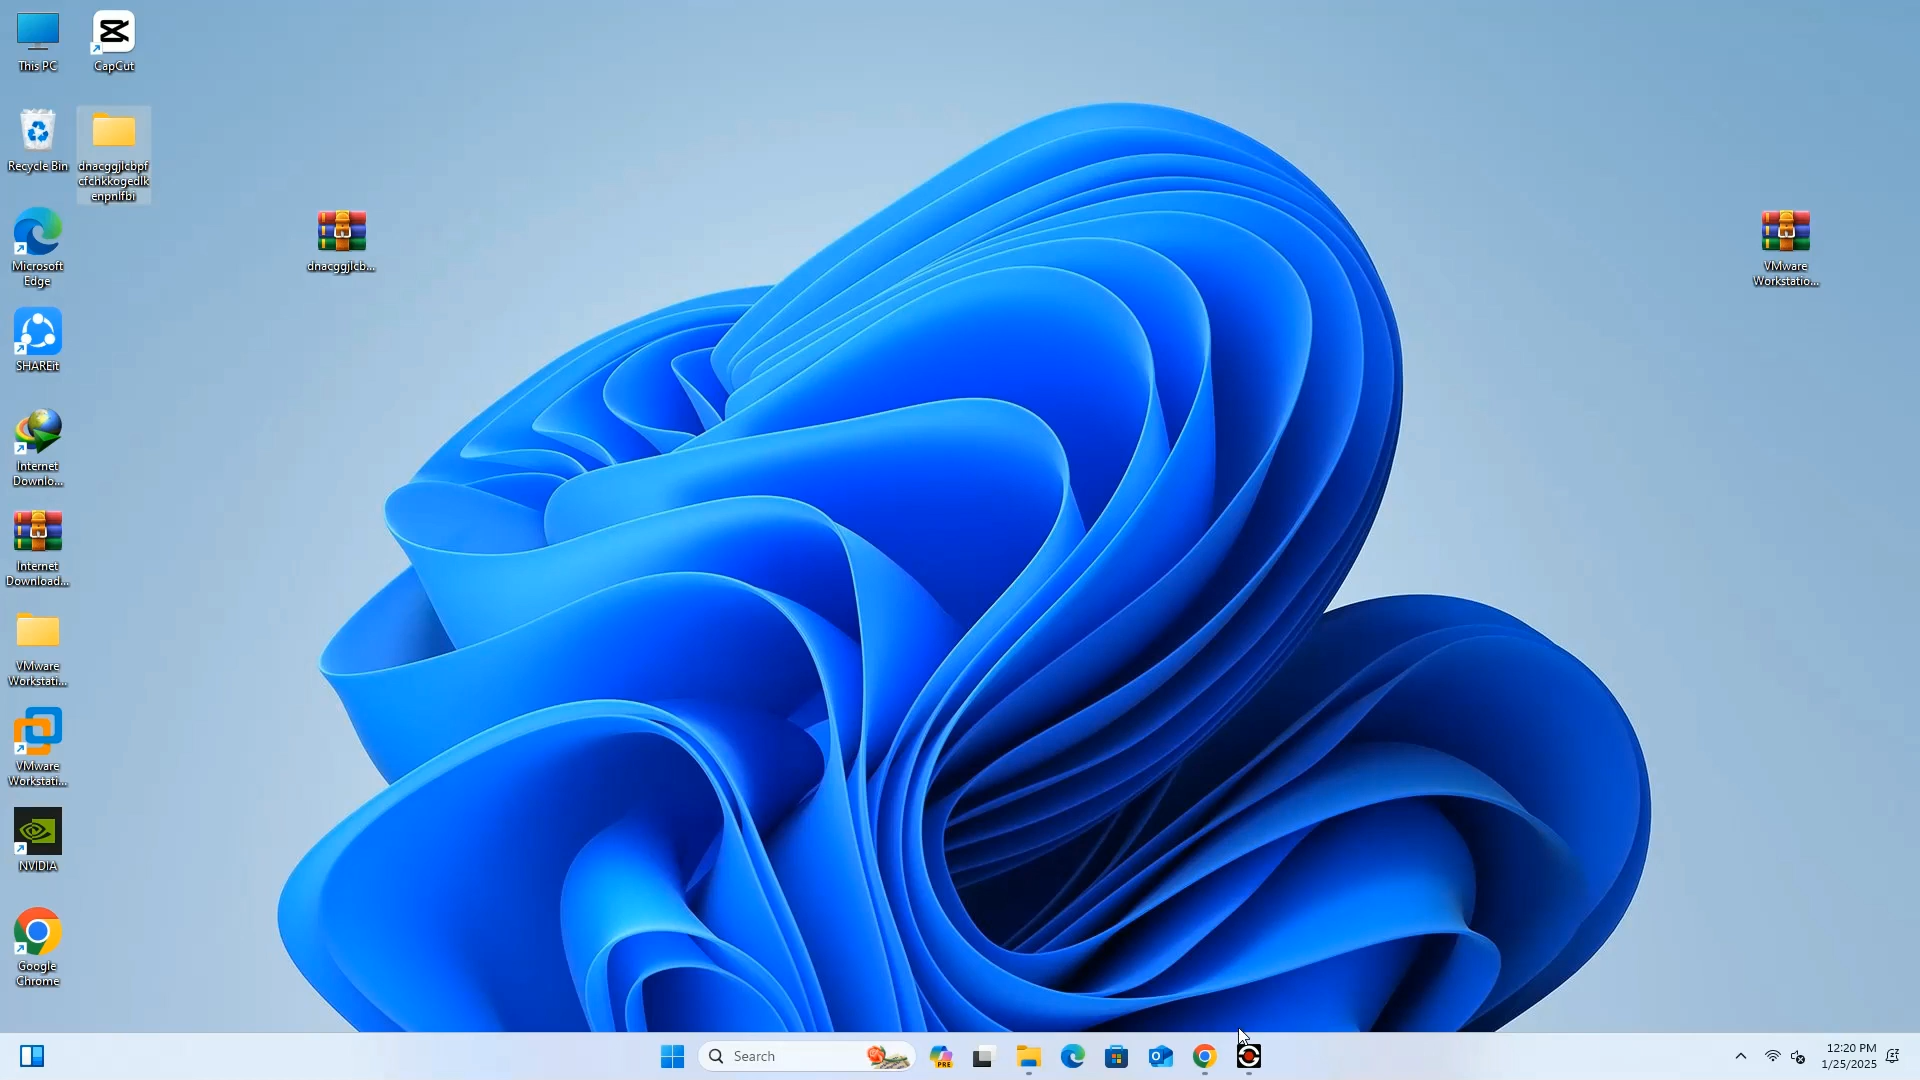 This PC
CapCut
Recycle Bin
dnacggjlcbpf
cfchkkogedlk
enpnlfbi
Microsoft
Edge
dnacggjlcb...
VMware
Workstatio...
SHAREit
Internet
Downlo...
Internet
Download...
VMware
Workstati...
VMware
Workstati...
NVIDIA
Google
Chrome
Search
PRE
12:20 PM
1/25/2025